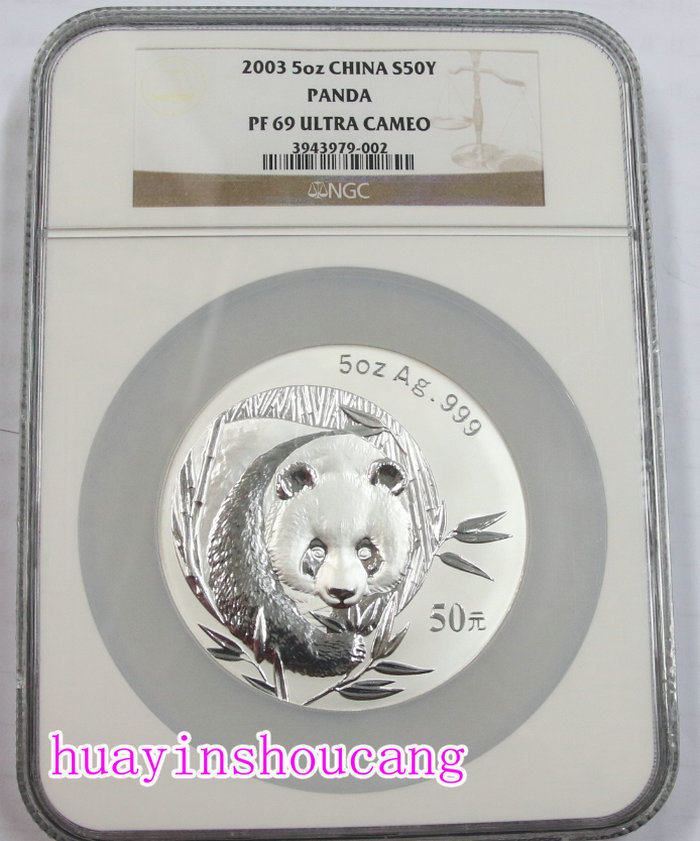 2003 5oz CHINA S50Y
PANDA
PF 69 ULTRA CAMEO
3943979-002
NGC
5oz Ag.999
50元
huayinshoucang